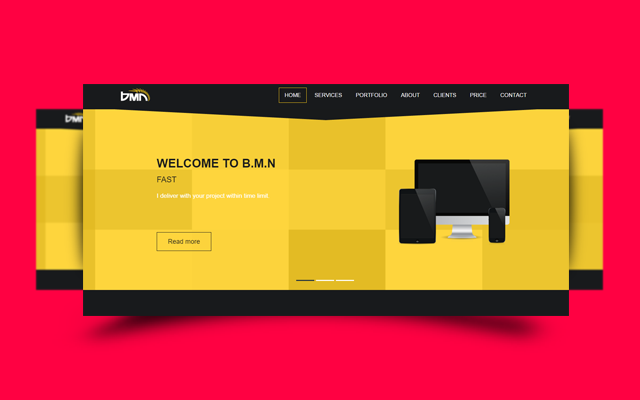 bmn
HOME SERVICES PORTFOLIO ABOUT CLIENTS PRICE CONTACT
WELCOME TO B.M.N
FAST
I deliver with your project within time limit.
Read more